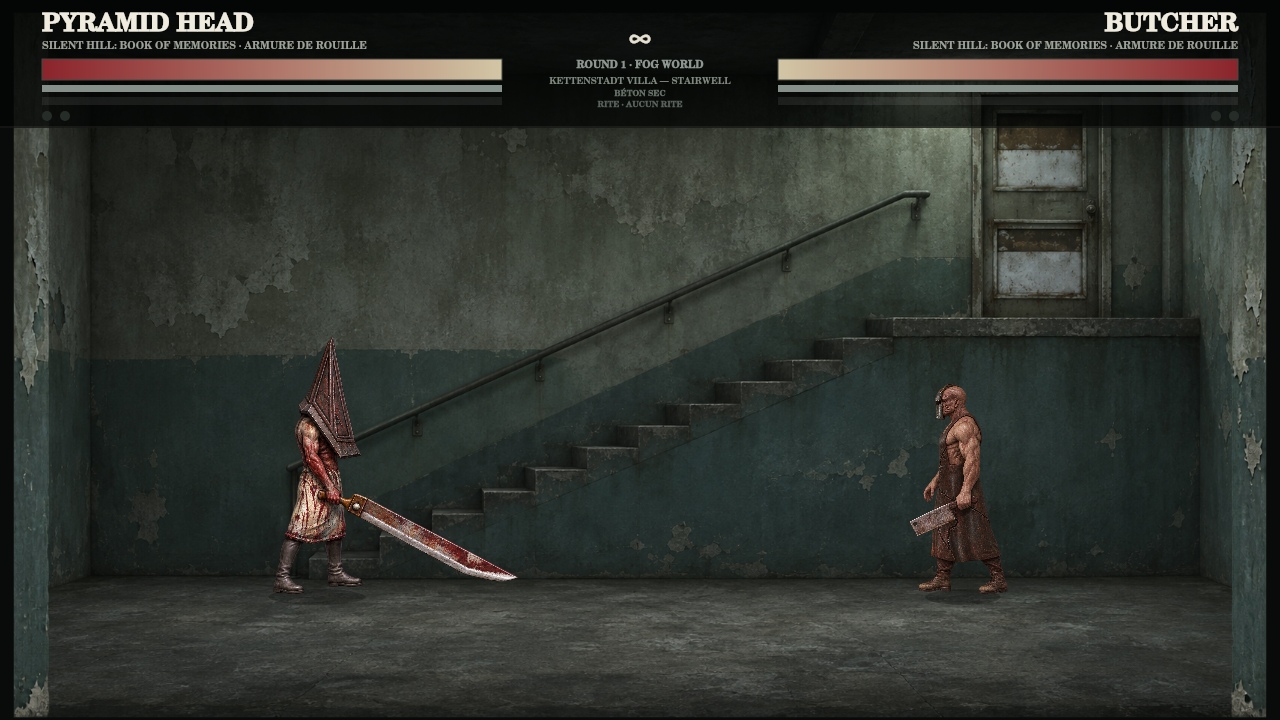 PYRAMID HEAD
SILENT HILL: BOOK OF MEMORIES · ARMURE DE ROUILLE
∞
ROUND 1 · FOG WORLD
KETTENSTADT VILLA — STAIRWELL
BÉTON SEC
RITE · AUCUN RITE
BUTCHER
SILENT HILL: BOOK OF MEMORIES · ARMURE DE ROUILLE